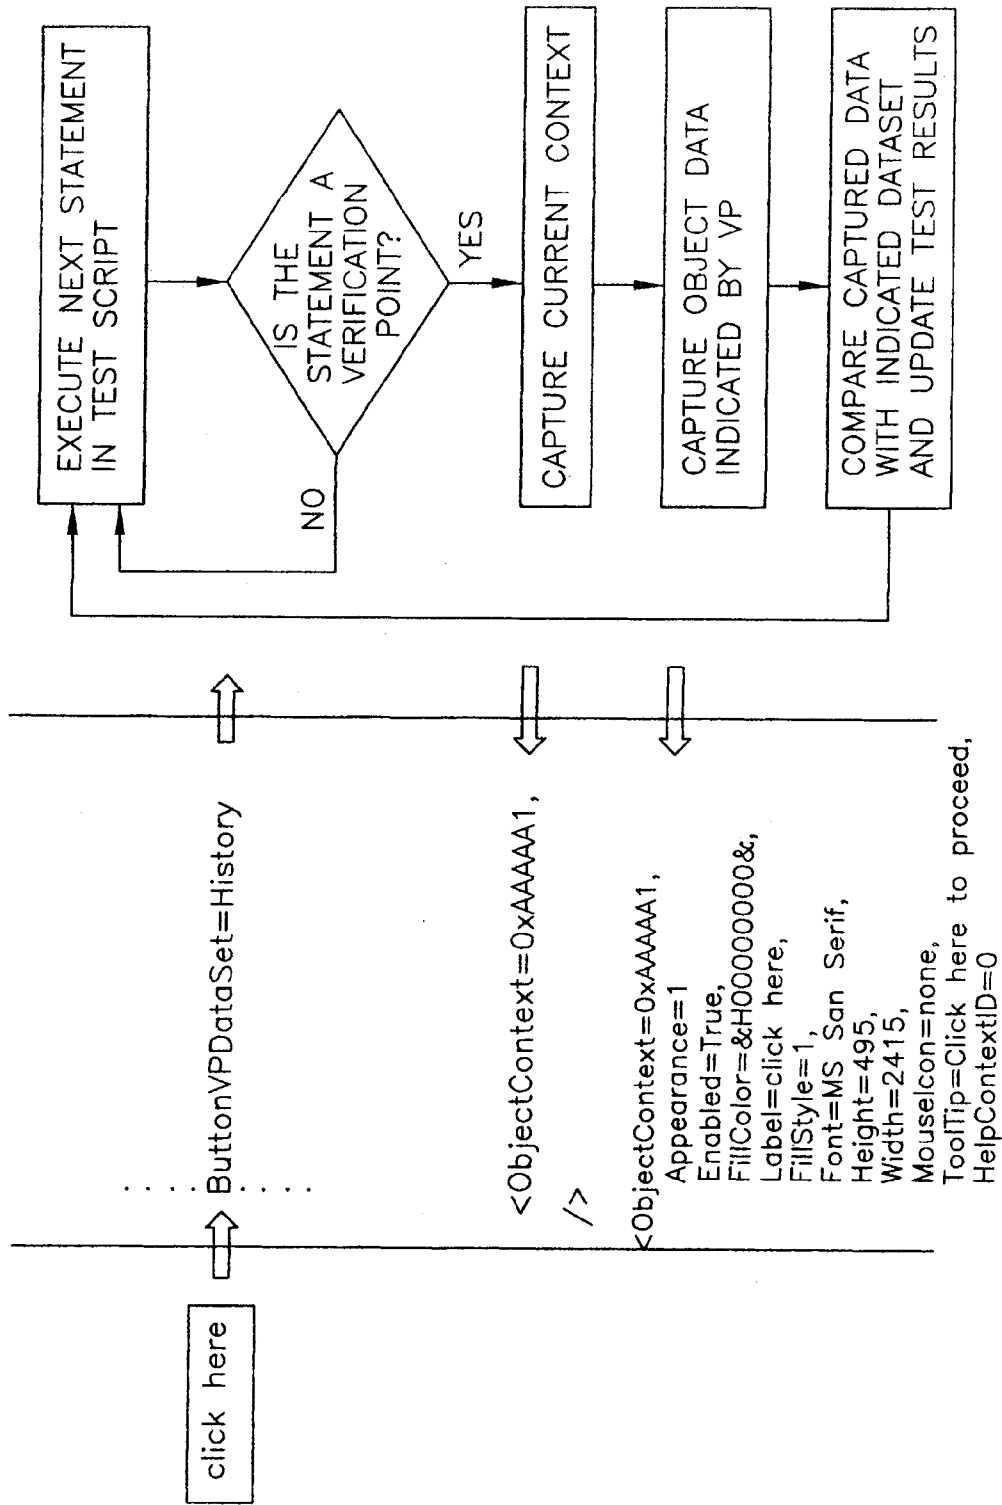 click here
. . . .
ButtonVPDataSet=History
. . . .
<ObjectContext=0xAAAAA1,
/>
<ObjectContext=0xAAAAA1,
Appearance=1
Enabled=True,
FillColor=&H00000000&,
Label=click here,
FillStyle=1,
Font=MS San Serif,
Height=495,
Width=2415,
MouseIcon=none,
ToolTip=Click here to proceed,
HelpContextID=0
EXECUTE NEXT STATEMENT
IN TEST SCRIPT
IS THE
STATEMENT A
VERIFICATION
POINT?
NO
YES
CAPTURE CURRENT CONTEXT
CAPTURE OBJECT DATA
INDICATED BY VP
COMPARE CAPTURED DATA
WITH INDICATED DATASET
AND UPDATE TEST RESULTS